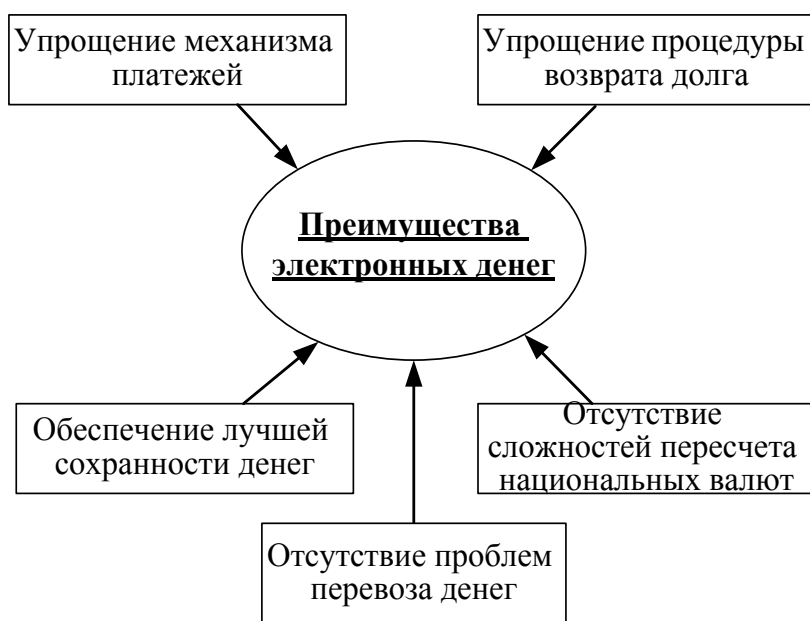 Упрощение механизма
платежей
Упрощение процедуры
возврата долга
Преимущества
электронных денег
Обеспечение лучшей
сохранности денег
Отсутствие
сложностей пересчета
национальных валют
Отсутствие проблем
перевоза денег